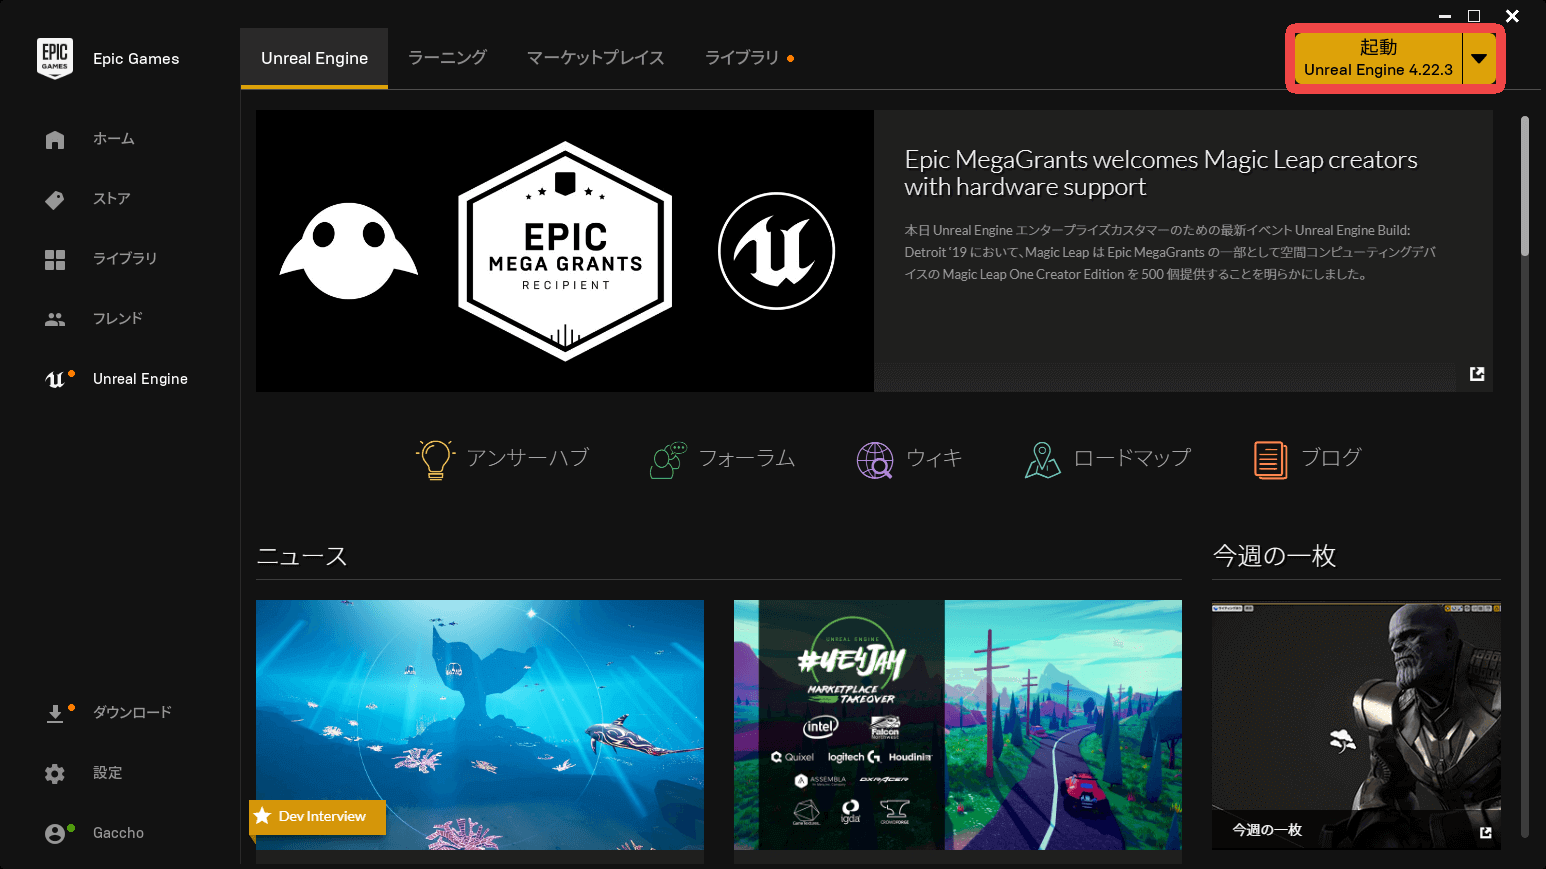 EPIC
GAMES
Epic Games
Unreal Engine
ラーニング
マーケットプレイス
ライブラリ
起動
Unreal Engine 4.22.3
ホーム
ストア
ライブラリ
フレンド
Unreal Engine
ダウンロード
設定
Gaccho
EPIC
MEGA GRANTS
RECIPIENT
Epic MegaGrants welcomes Magic Leap creators
with hardware support
本日 Unreal Engine エンタープライズカスタマーのための最新イベント Unreal Engine Build:
Detroit '19 において、Magic Leap は Epic MegaGrants の一部として空間コンピューティングデバ
イスの Magic Leap One Creator Edition を 500 個提供することを明らかにしました。
アンサーハブ
フォーラム
ウィキ
ロードマップ
ブログ
ニュース
Dev Interview
UNREAL ENGINE
#UE4JAM
MARKETPLACE
TAKEOVER
intel
Falcon
Northwest
Quixel
logitech G
Houdini
ASSEMBLA
DXRACER
igda
CROWDFORGE
今週の一枚
今週の一枚